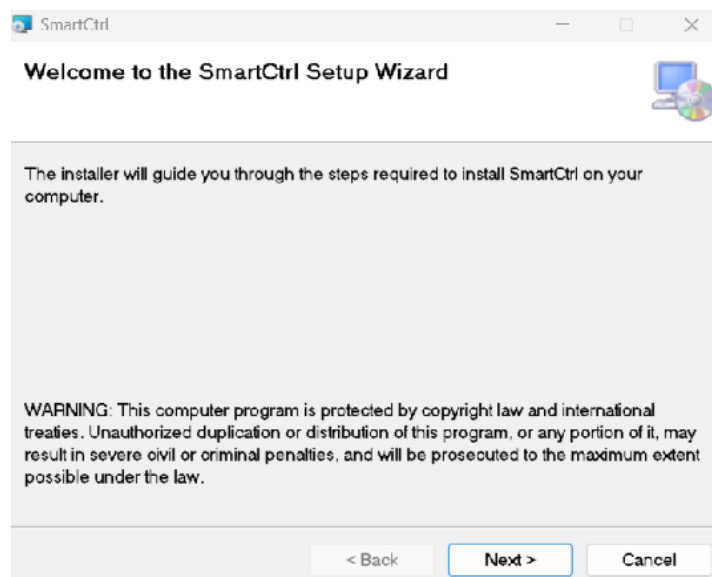 SmartCtrl
Welcome to the SmartCtrl Setup Wizard
The installer will guide you through the steps required to install SmartCtrl on your
computer.
WARNING: This computer program is protected by copyright law and international
treaties. Unauthorized duplication or distribution of this program, or any portion of it, may
result in severe civil or criminal penalties, and will be prosecuted to the maximum extent
possible under the law.
< Back Next > Cancel